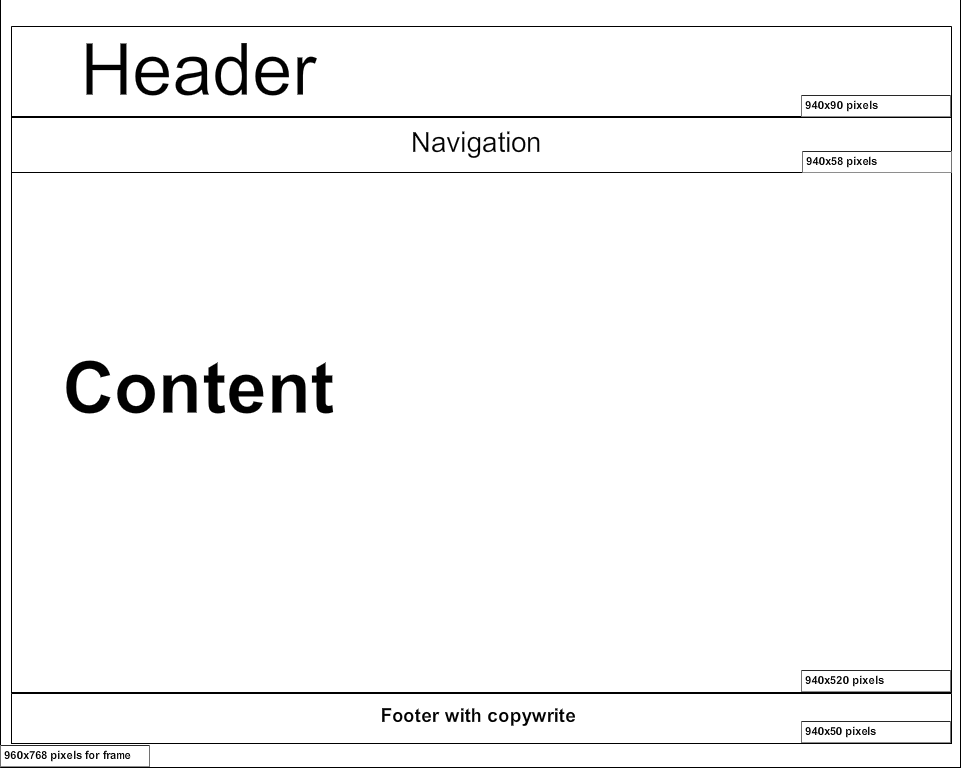 Header
940x90 pixels
Navigation
940x58 pixels
Content
940x520 pixels
Footer with copywrite
940x50 pixels
960x768 pixels for frame